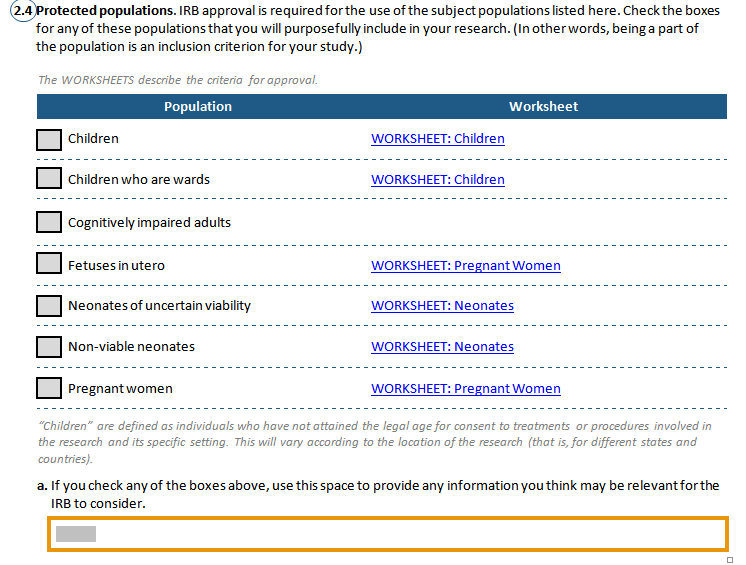 2.4 Protected populations. IRB approval is required for the use of the subject populations listed here. Check the boxes
for any of these populations that you will purposefully include in your research. (In other words, being a part of
the population is an inclusion criterion for your study.)
The WORKSHEETS describe the criteria for approval.
Population Worksheet
Children WORKSHEET: Children
Children who are wards WORKSHEET: Children
Cognitively impaired adults
Fetuses in utero WORKSHEET: Pregnant Women
Neonates of uncertain viability WORKSHEET: Neonates
Non-viable neonates WORKSHEET: Neonates
Pregnant women WORKSHEET: Pregnant Women
“Children” are defined as individuals who have not attained the legal age for consent to treatments or procedures involved in
the research and its specific setting. This will vary according to the location of the research (that is, for different states and
countries).
a. If you check any of the boxes above, use this space to provide any information you think may be relevant for the
IRB to consider.